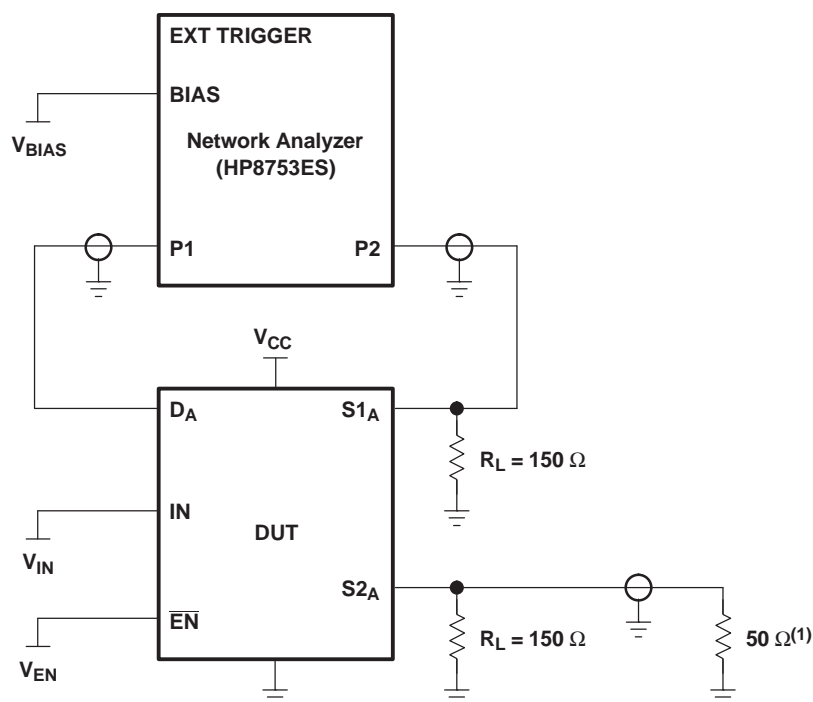 EXT TRIGGER
BIAS
V_BIAS
Network Analyzer
(HP8753ES)
P1
P2
V_CC
D_A
S1_A
R_L = 150 Ω
IN
DUT
V_IN
S2_A
EN
R_L = 150 Ω
50 Ω(1)
V_EN